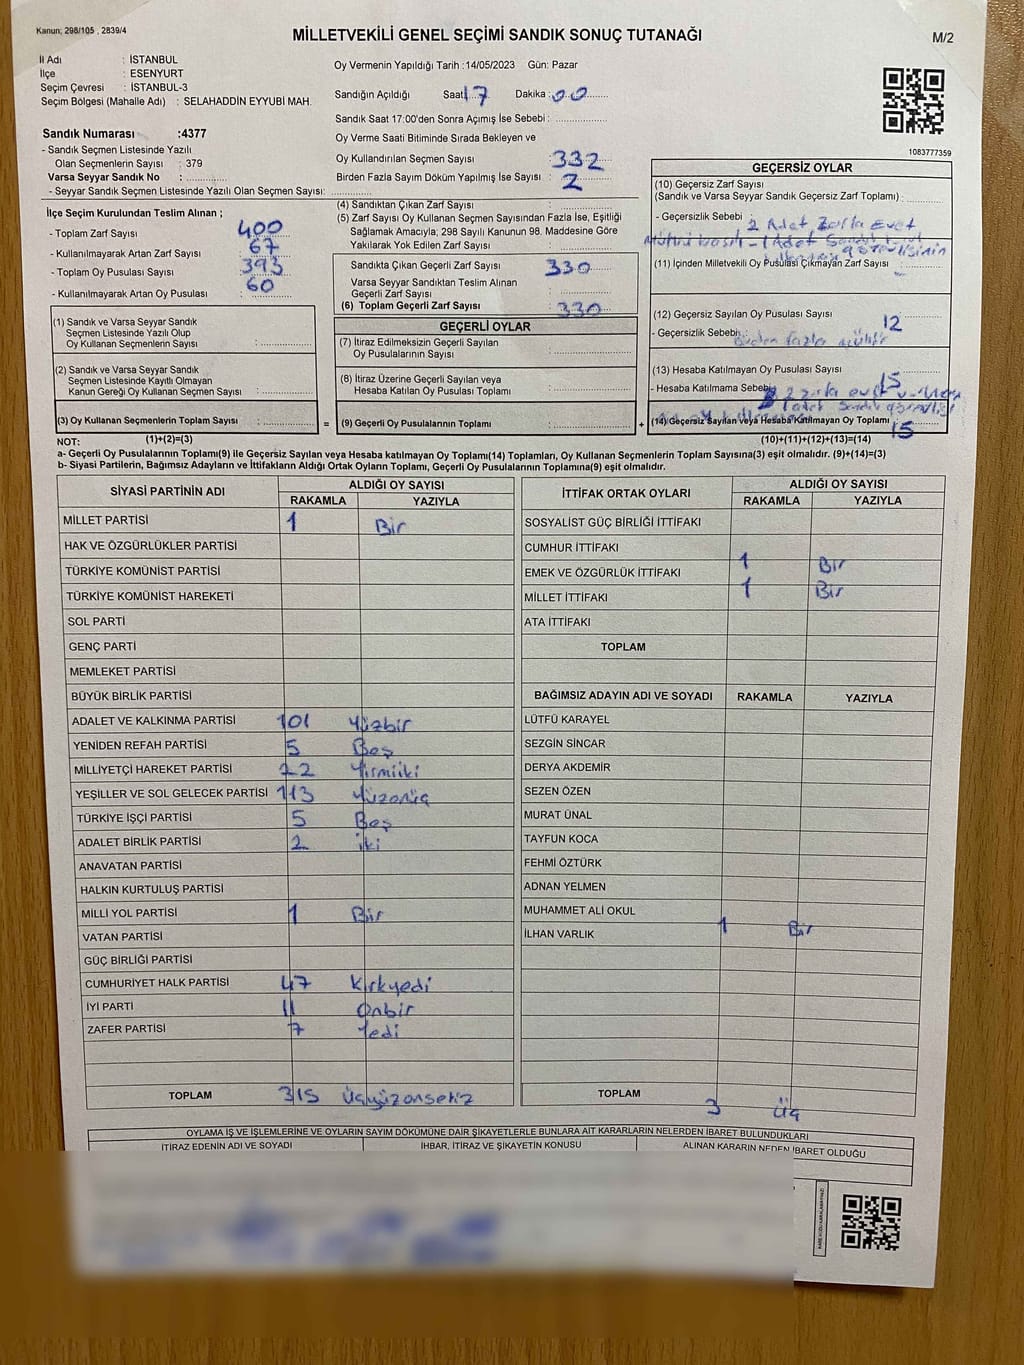 Kanun; 298/105 , 2839/4
MİLLETVEKİLİ GENEL SEÇİMİ SANDIK SONUÇ TUTANAĞI
M/2
İl Adı : İSTANBUL
İlçe : ESENYURT
Seçim Çevresi : İSTANBUL-3
Seçim Bölgesi (Mahalle Adı) : SELAHADDİN EYYUBİ MAH.
Sandık Numarası :4377
- Sandık Seçmen Listesinde Yazılı
Olan Seçmenlerin Sayısı : 379
Varsa Seyyar Sandık No :
- Seyyar Sandık Seçmen Listesinde Yazılı Olan Seçmen Sayısı:
Oy Vermenin Yapıldığı Tarih :14/05/2023 Gün: Pazar
Sandığın Açıldığı Saat: 17 Dakika : 00
Sandık Saat 17:00'den Sonra Açımış İse Sebebi :
Oy Verme Saati Bitiminde Sırada Bekleyen ve
Oy Kullandırılan Seçmen Sayısı : 332
Birden Fazla Sayım Döküm Yapılmış İse Sayısı : 2
1083777359
İlçe Seçim Kurulundan Teslim Alınan ;
- Toplam Zarf Sayısı : 400
- Kullanılmayarak Artan Zarf Sayısı : 67
- Toplam Oy Pusulası Sayısı : 393
- Kullanılmayarak Artan Oy Pusulası : 60
(4) Sandıktan Çıkan Zarf Sayısı :
(5) Zarf Sayısı Oy Kullanan Seçmen Sayısından Fazla İse, Eşitliği
Sağlamak Amacıyla; 298 Sayılı Kanunun 98. Maddesine Göre
Yakılarak Yok Edilen Zarf Sayısı :
Sandıkta Çıkan Geçerli Zarf Sayısı : 330
Varsa Seyyar Sandıktan Teslim Alınan
Geçerli Zarf Sayısı :
(6) Toplam Geçerli Zarf Sayısı : 330
GEÇERSİZ OYLAR
(10) Geçersiz Zarf Sayısı
(Sandık ve Varsa Seyyar Sandık Geçersiz Zarf Toplamı) :
- Geçersizlik Sebebi : 2 Adet Zarfa Evet
Mührü basılı - 1 Adet Sandık
görevlisinin
(11) İçinden Milletvekili Oy Pusulası Çıkmayan Zarf Sayısı :
(12) Geçersiz Sayılan Oy Pusulası Sayısı : 12
- Geçersizlik Sebebi : Birden fazla
(13) Hesaba Katılmayan Oy Pusulası Sayısı : 15
- Hesaba Katılmama Sebebi : 2 zarfa evet
1 adet Sandık görevlisi
(14) Geçersiz Sayılan veya Hesaba Katılmayan Oy Toplamı : 15
(10)+(11)+(12)+(13)=(14)
(1) Sandık ve Varsa Seyyar Sandık
Seçmen Listesinde Yazılı Olup
Oy Kullanan Seçmenlerin Sayısı :
(2) Sandık ve Varsa Seyyar Sandık
Seçmen Listesinde Kayıtlı Olmayan
Kanun Gereği Oy Kullanan Seçmen Sayısı :
(3) Oy Kullanan Seçmenlerin Toplam Sayısı : =
(1)+(2)=(3)
GEÇERLİ OYLAR
(7) İtiraz Edilmeksizin Geçerli Sayılan
Oy Pusulalarının Sayısı :
(8) İtiraz Üzerine Geçerli Sayılan veya
Hesaba Katılan Oy Pusulası Toplamı :
(9) Geçerli Oy Pusulalarının Toplamı : +
NOT:
a- Geçerli Oy Pusulalarının Toplamı(9) ile Geçersiz Sayılan veya Hesaba katılmayan Oy Toplamı(14) Toplamları, Oy Kullanan Seçmenlerin Toplam Sayısına(3) eşit olmalıdır. (9)+(14)=(3)
b- Siyasi Partilerin, Bağımsız Adayların ve İttifakların Aldığı Ortak Oyların Toplamı, Geçerli Oy Pusulalarının Toplamına(9) eşit olmalıdır.
SİYASİ PARTİNİN ADI ALDIĞI OY SAYISI
RAKAMLA YAZIYLA
MİLLET PARTİSİ 1 Bir
HAK VE ÖZGÜRLÜKLER PARTİSİ
TÜRKİYE KOMÜNİST PARTİSİ
TÜRKİYE KOMÜNİST HAREKETİ
SOL PARTİ
GENÇ PARTİ
MEMLEKET PARTİSİ
BÜYÜK BİRLİK PARTİSİ
ADALET VE KALKINMA PARTİSİ 101 Yüzbir
YENİDEN REFAH PARTİSİ 5 Beş
MİLLİYETÇİ HAREKET PARTİSİ 22 Yirmiiki
YEŞİLLER VE SOL GELECEK PARTİSİ 113 Yüzonüç
TÜRKİYE İŞÇİ PARTİSİ 5 Beş
ADALET BİRLİK PARTİSİ 2 iki
ANAVATAN PARTİSİ
HALKIN KURTULUŞ PARTİSİ
MİLLİ YOL PARTİSİ 1 Bir
VATAN PARTİSİ
GÜÇ BİRLİĞİ PARTİSİ
CUMHURİYET HALK PARTİSİ 47 Kırkyedi
İYİ PARTİ 11 Onbir
ZAFER PARTİSİ 7 Yedi
TOPLAM 315 Üçyüzonsekiz
İTTİFAK ORTAK OYLARI ALDIĞI OY SAYISI
RAKAMLA YAZIYLA
SOSYALİST GÜÇ BİRLİĞİ İTTİFAKI
CUMHUR İTTİFAKI
EMEK VE ÖZGÜRLÜK İTTİFAKI 1 Bir
MİLLET İTTİFAKI 1 Bir
ATA İTTİFAKI
TOPLAM
BAĞIMSIZ ADAYIN ADI VE SOYADI RAKAMLA YAZIYLA
LÜTFÜ KARAYEL
SEZGİN SİNCAR
DERYA AKDEMİR
SEZEN ÖZEN
MURAT ÜNAL
TAYFUN KOCA
FEHMİ ÖZTÜRK
ADNAN YELMEN
MUHAMMET ALİ OKUL
İLHAN VARLIK 1 Bir
TOPLAM 3 Üç
OYLAMA İŞ VE İŞLEMLERİNE VE OYLARIN SAYIM DÖKÜMÜNE DAİR ŞİKAYETLERLE BUNLARA AİT KARARLARIN NELERDEN İBARET BULUNDUKLARI
İTİRAZ EDENİN ADI VE SOYADI İHBAR, İTİRAZ VE ŞİKAYETİN KONUSU ALINAN KARARIN NEDEN İBARET OLDUĞU